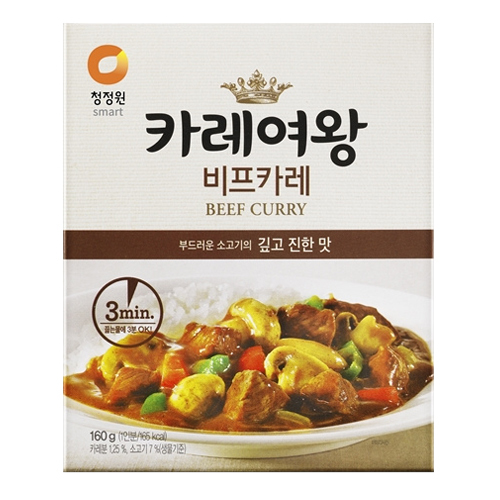 청정원
smart
카레여왕
비프카레
BEEF CURRY
부드러운 소고기의 깊고 진한 맛
3min.
끓는물에 3분 OK!
160g (1인분/165 kcal)
카레분 1.25 %, 소고기 7 %(생물기준)